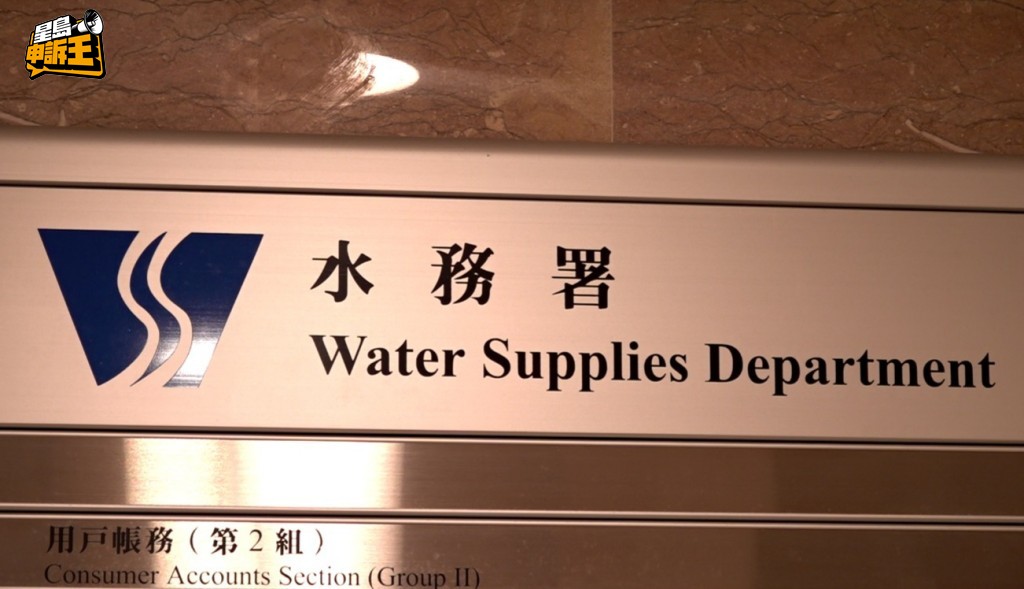 星島
申訴王
水務署
Water Supplies Department
用戶帳務（第2組）
Consumer Accounts Section (Group II)